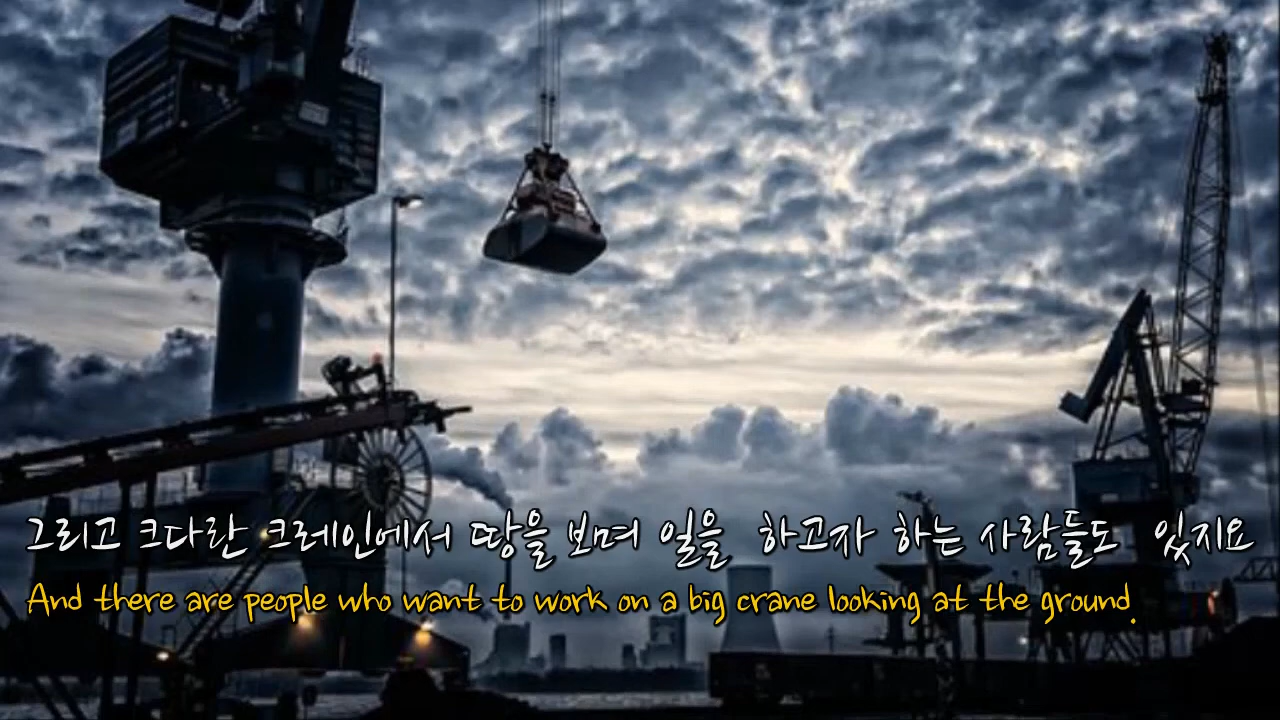 그리고 크다란 크레인에서 땅을 보며 일을 하고자 하는 사람들도 있지요
And there are people who want to work on a big crane looking at the ground.